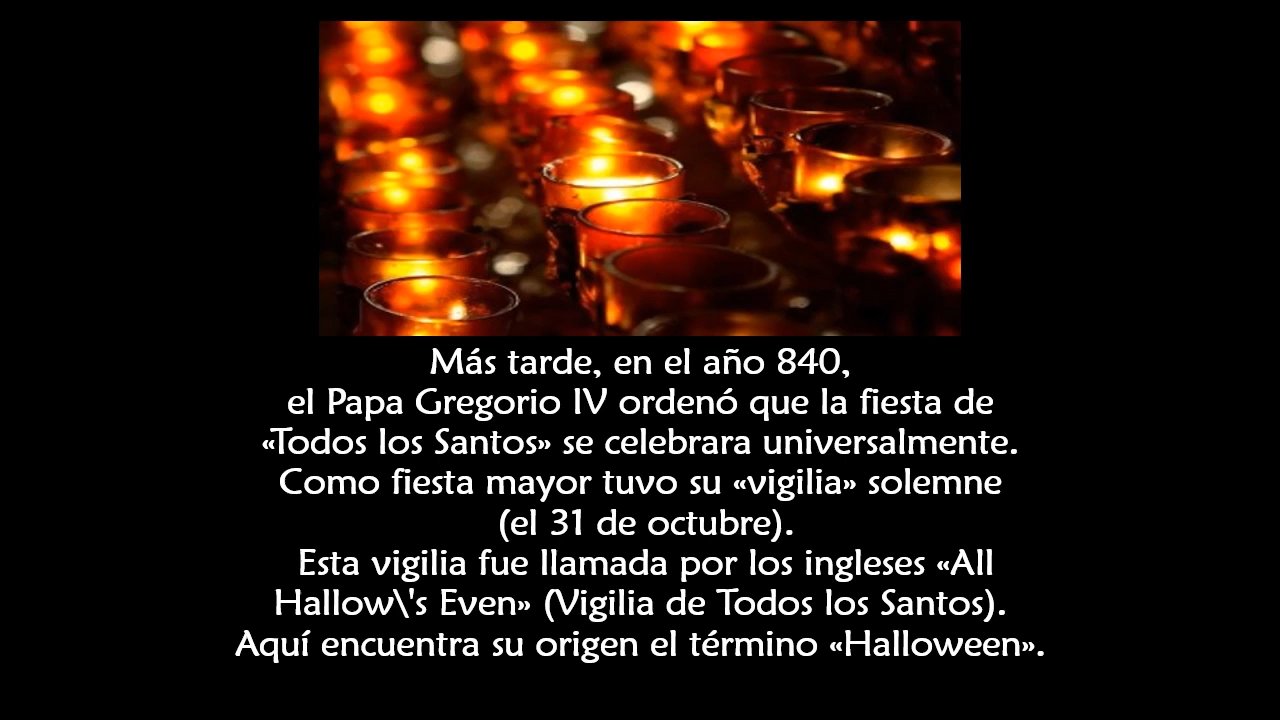 Más tarde, en el año 840,
el Papa Gregorio IV ordenó que la fiesta de
«Todos los Santos» se celebrara universalmente.
Como fiesta mayor tuvo su «vigilia» solemne
(el 31 de octubre).
Esta vigilia fue llamada por los ingleses «All
Hallow\'s Even» (Vigilia de Todos los Santos).
Aquí encuentra su origen el término «Halloween».